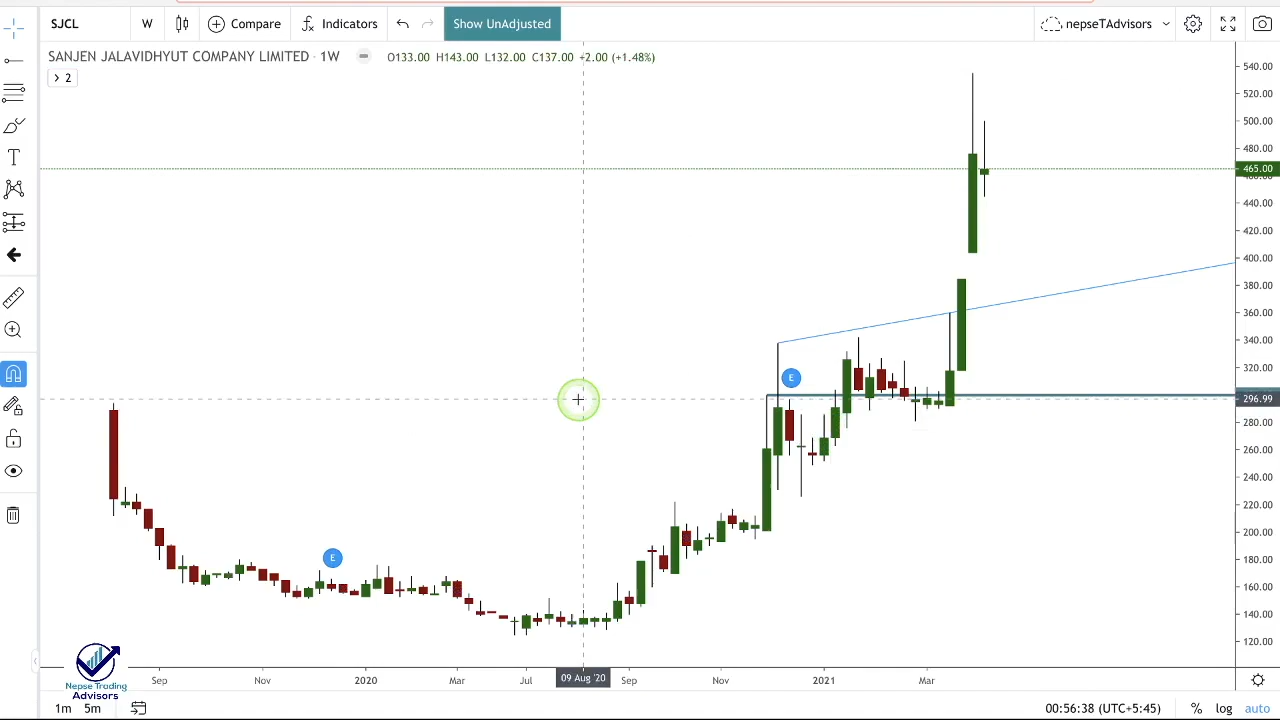 SJCL W Compare Indicators Show UnAdjusted nepseTAdvisors
SANJEN JALAVIDHYUT COMPANY LIMITED · 1W O133.00 H143.00 L132.00 C137.00 +2.00 (+1.48%)
2
540.00
520.00
500.00
480.00
465.00
440.00
420.00
400.00
380.00
360.00
340.00
320.00
296.99
280.00
260.00
240.00
220.00
200.00
180.00
160.00
140.00
120.00
E
E
T
Nepse Trading
Advisors
Sep Nov 2020 Mar Jul 09 Aug '20 Sep Nov 2021 Mar
1m 5m 00:56:38 (UTC+5:45) % log auto